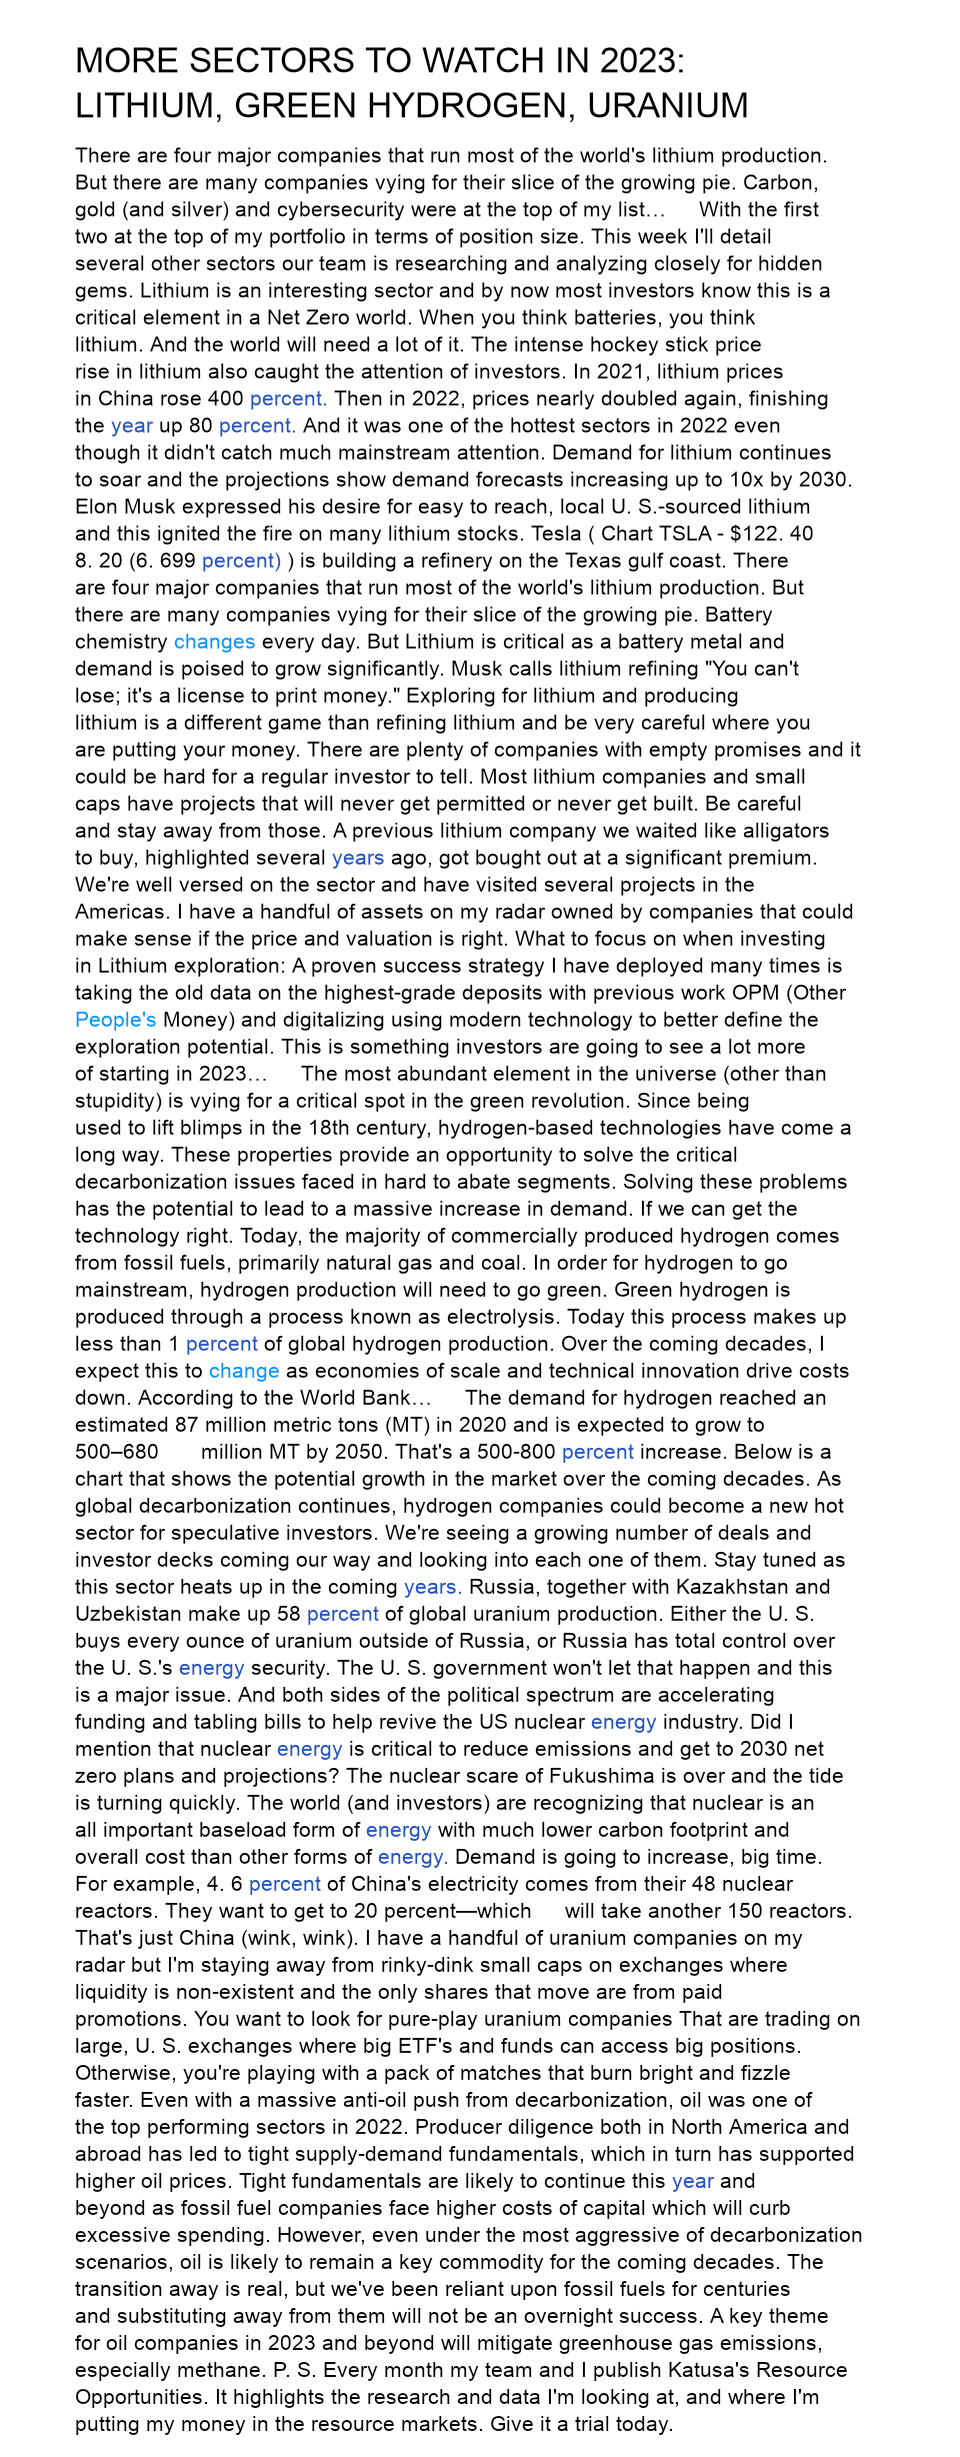 MORE SECTORS TO WATCH IN 2023:
LITHIUM, GREEN HYDROGEN, URANIUM
There are four major companies that run most of the world's lithium production.
But there are many companies vying for their slice of the growing pie. Carbon,
gold (and silver) and cybersecurity were at the top of my list… With the first
two at the top of my portfolio in terms of position size. This week I'll detail
several other sectors our team is researching and analyzing closely for hidden
gems. Lithium is an interesting sector and by now most investors know this is a
critical element in a Net Zero world. When you think batteries, you think
lithium. And the world will need a lot of it. The intense hockey stick price
rise in lithium also caught the attention of investors. In 2021, lithium prices
in China rose 400 percent. Then in 2022, prices nearly doubled again, finishing
the year up 80 percent. And it was one of the hottest sectors in 2022 even
though it didn't catch much mainstream attention. Demand for lithium continues
to soar and the projections show demand forecasts increasing up to 10x by 2030.
Elon Musk expressed his desire for easy to reach, local U. S.-sourced lithium
and this ignited the fire on many lithium stocks. Tesla ( Chart TSLA - $122. 40
8. 20 (6. 699 percent) ) is building a refinery on the Texas gulf coast. There
are four major companies that run most of the world's lithium production. But
there are many companies vying for their slice of the growing pie. Battery
chemistry changes every day. But Lithium is critical as a battery metal and
demand is poised to grow significantly. Musk calls lithium refining "You can't
lose; it's a license to print money." Exploring for lithium and producing
lithium is a different game than refining lithium and be very careful where you
are putting your money. There are plenty of companies with empty promises and it
could be hard for a regular investor to tell. Most lithium companies and small
caps have projects that will never get permitted or never get built. Be careful
and stay away from those. A previous lithium company we waited like alligators
to buy, highlighted several years ago, got bought out at a significant premium.
We're well versed on the sector and have visited several projects in the
Americas. I have a handful of assets on my radar owned by companies that could
make sense if the price and valuation is right. What to focus on when investing
in Lithium exploration: A proven success strategy I have deployed many times is
taking the old data on the highest-grade deposits with previous work OPM (Other
People's Money) and digitalizing using modern technology to better define the
exploration potential. This is something investors are going to see a lot more
of starting in 2023… The most abundant element in the universe (other than
stupidity) is vying for a critical spot in the green revolution. Since being
used to lift blimps in the 18th century, hydrogen-based technologies have come a
long way. These properties provide an opportunity to solve the critical
decarbonization issues faced in hard to abate segments. Solving these problems
has the potential to lead to a massive increase in demand. If we can get the
technology right. Today, the majority of commercially produced hydrogen comes
from fossil fuels, primarily natural gas and coal. In order for hydrogen to go
mainstream, hydrogen production will need to go green. Green hydrogen is
produced through a process known as electrolysis. Today this process makes up
less than 1 percent of global hydrogen production. Over the coming decades, I
expect this to change as economies of scale and technical innovation drive costs
down. According to the World Bank… The demand for hydrogen reached an
estimated 87 million metric tons (MT) in 2020 and is expected to grow to
500–680 million MT by 2050. That's a 500-800 percent increase. Below is a
chart that shows the potential growth in the market over the coming decades. As
global decarbonization continues, hydrogen companies could become a new hot
sector for speculative investors. We're seeing a growing number of deals and
investor decks coming our way and looking into each one of them. Stay tuned as
this sector heats up in the coming years. Russia, together with Kazakhstan and
Uzbekistan make up 58 percent of global uranium production. Either the U. S.
buys every ounce of uranium outside of Russia, or Russia has total control over
the U. S.'s energy security. The U. S. government won't let that happen and this
is a major issue. And both sides of the political spectrum are accelerating
funding and tabling bills to help revive the US nuclear energy industry. Did I
mention that nuclear energy is critical to reduce emissions and get to 2030 net
zero plans and projections? The nuclear scare of Fukushima is over and the tide
is turning quickly. The world (and investors) are recognizing that nuclear is an
all important baseload form of energy with much lower carbon footprint and
overall cost than other forms of energy. Demand is going to increase, big time.
For example, 4. 6 percent of China's electricity comes from their 48 nuclear
reactors. They want to get to 20 percent—which will take another 150 reactors.
That's just China (wink, wink). I have a handful of uranium companies on my
radar but I'm staying away from rinky-dink small caps on exchanges where
liquidity is non-existent and the only shares that move are from paid
promotions. You want to look for pure-play uranium companies That are trading on
large, U. S. exchanges where big ETF's and funds can access big positions.
Otherwise, you're playing with a pack of matches that burn bright and fizzle
faster. Even with a massive anti-oil push from decarbonization, oil was one of
the top performing sectors in 2022. Producer diligence both in North America and
abroad has led to tight supply-demand fundamentals, which in turn has supported
higher oil prices. Tight fundamentals are likely to continue this year and
beyond as fossil fuel companies face higher costs of capital which will curb
excessive spending. However, even under the most aggressive of decarbonization
scenarios, oil is likely to remain a key commodity for the coming decades. The
transition away is real, but we've been reliant upon fossil fuels for centuries
and substituting away from them will not be an overnight success. A key theme
for oil companies in 2023 and beyond will mitigate greenhouse gas emissions,
especially methane. P. S. Every month my team and I publish Katusa's Resource
Opportunities. It highlights the research and data I'm looking at, and where I'm
putting my money in the resource markets. Give it a trial today.